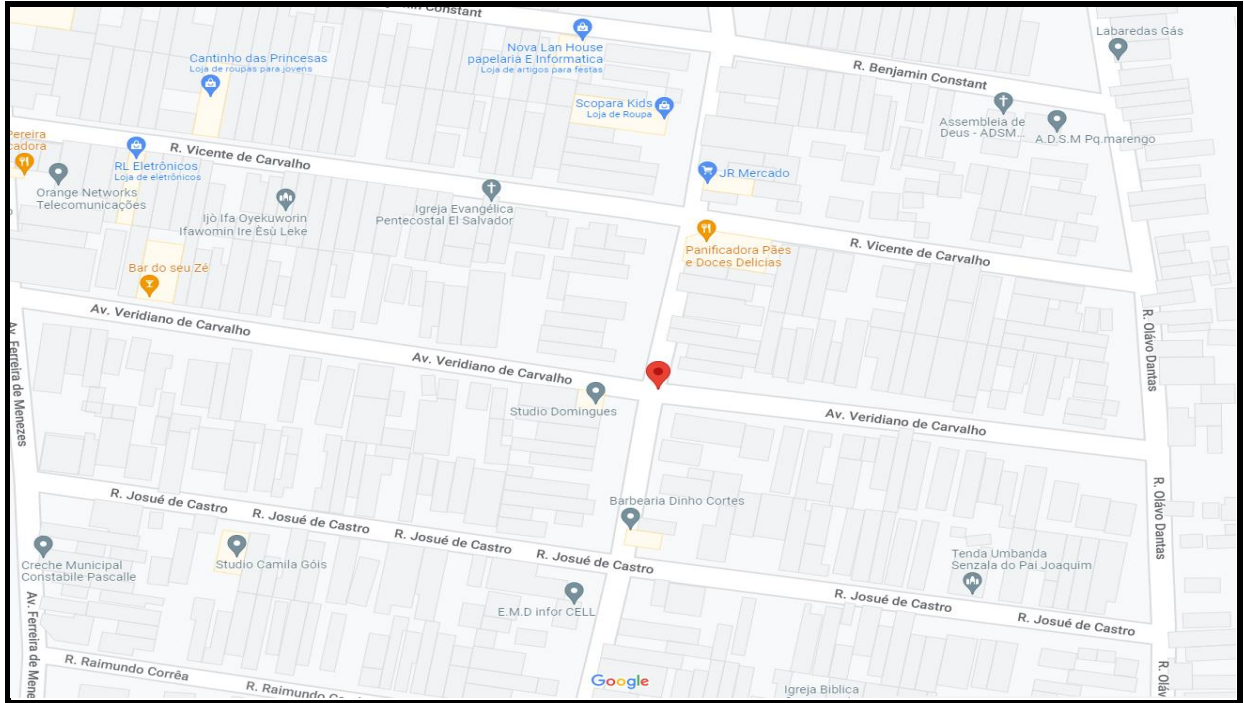 min Constant
Labaredas Gás
Nova Lan House
papelaria E Informatica
Loja de artigos para festas
Cantinho das Princesas
Loja de roupas para jovens
R. Benjamin Constant
Scopara Kids
Loja de Roupa
Assembleia de
Deus - ADSM...
A.D.S.M Pq.marengo
ereira
cadora
R. Vicente de Carvalho
RL Eletrônicos
Loja de eletrônicos
JR Mercado
Orange Networks
Telecomunicações
Ijò Ifa Oyekuworin
Ifawomin Ire Èsù Leke
Igreja Evangélica
Pentecostal El Salvador
R. Vicente de Carvalho
Panificadora Pães
e Doces Delicias
Bar do seu Zé
Av. Veridiano de Carvalho
Av. Ferreira de Menezes
R. Olávo Dantas
Av. Veridiano de Carvalho
Studio Domingues
Av. Veridiano de Carvalho
R. Josué de Castro
R. Josué de Castro
R. Josué de Castro
R. Josué de Castro
Barbearia Dinho Cortes
R. Olávo Dantas
Creche Municipal
Constabile Pascalle
Studio Camila Góis
Tenda Umbanda
Senzala do Pai Joaquim
E.M.D infor CELL
R. Josué de Castro
R. Josué de Castro
Av. Ferreira de Mene
R. Raimundo Corrêa
R. Raimundo Co
Google
Igreja Biblica
R. Oláv